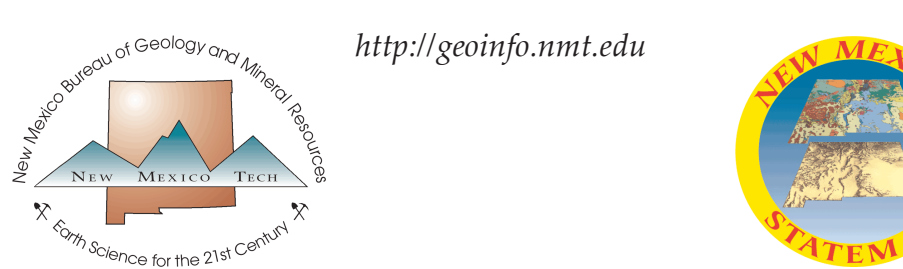 New Mexico Bureau of Geology and Mineral Resources
NEW MEXICO TECH
Earth Science for the 21st Century
http://geoinfo.nmt.edu
NEW MEX
STATEM